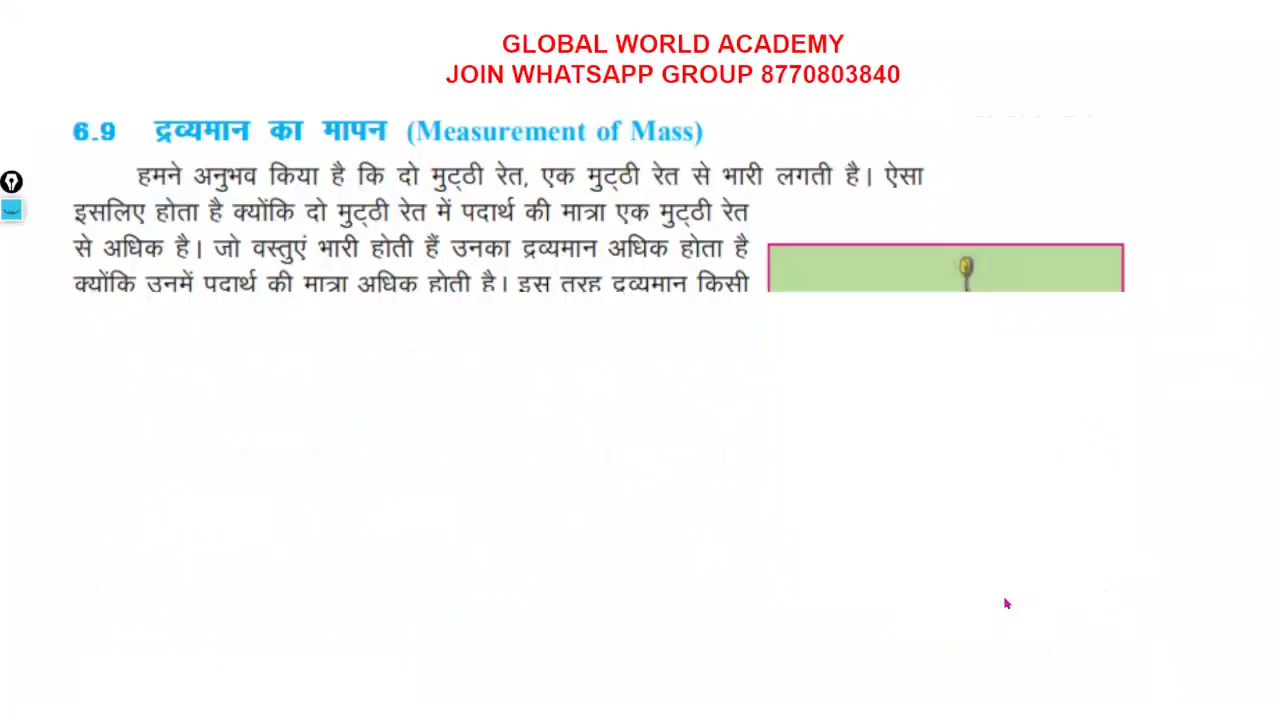 GLOBAL WORLD ACADEMY
JOIN WHATSAPP GROUP 8770803840
6.9 द्रव्यमान का मापन (Measurement of Mass)
हमने अनुभव किया है कि दो मुट्ठी रेत, एक मुट्ठी रेत से भारी लगती है। ऐसा
इसलिए होता है क्योंकि दो मुट्ठी रेत में पदार्थ की मात्रा एक मुट्ठी रेत
से अधिक है। जो वस्तुएं भारी होती हैं उनका द्रव्यमान अधिक होता है
क्योंकि उनमें पदार्थ की मात्रा अधिक होती है। इस तरह द्रव्यमान किसी